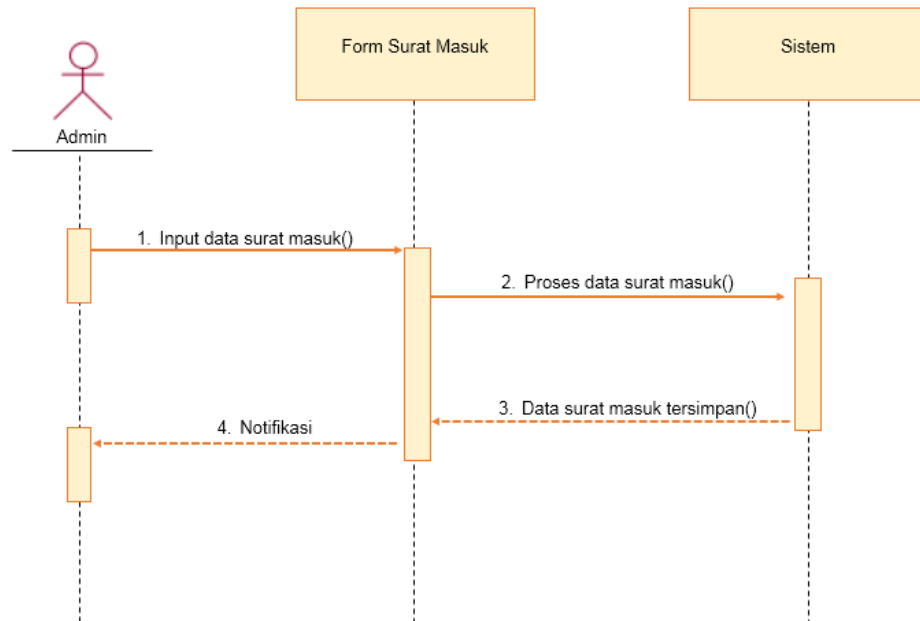 Form Surat Masuk
Sistem
Admin
1. Input data surat masuk()
2. Proses data surat masuk()
3. Data surat masuk tersimpan()
4. Notifikasi